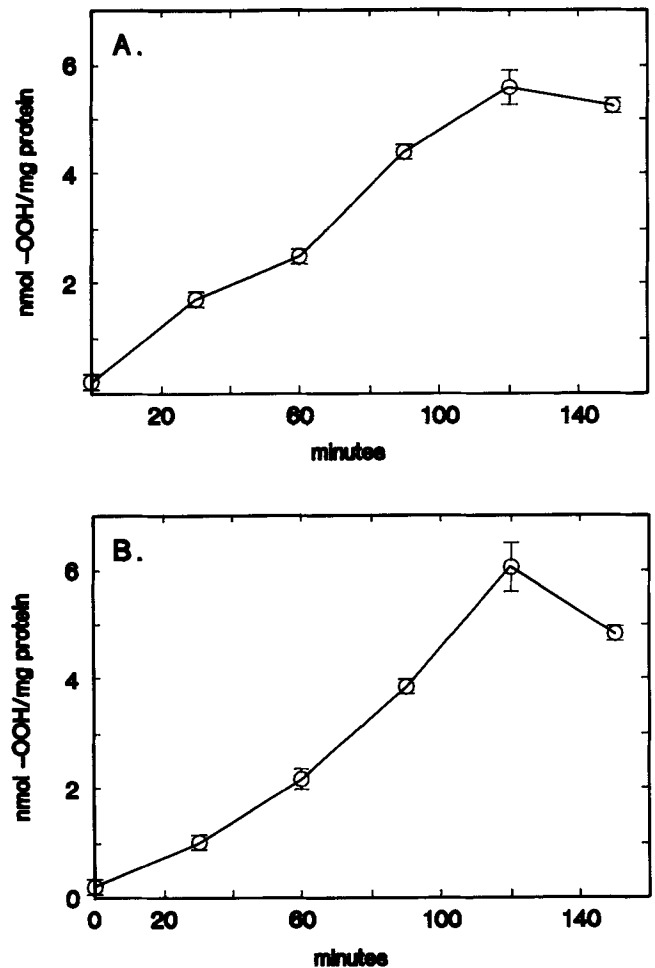 A.
nmol –OOH/mg protein
6
4
2
20 60 100 140
minutes
B.
nmol –OOH/mg protein
6
4
2
0
0 20 60 100 140
minutes